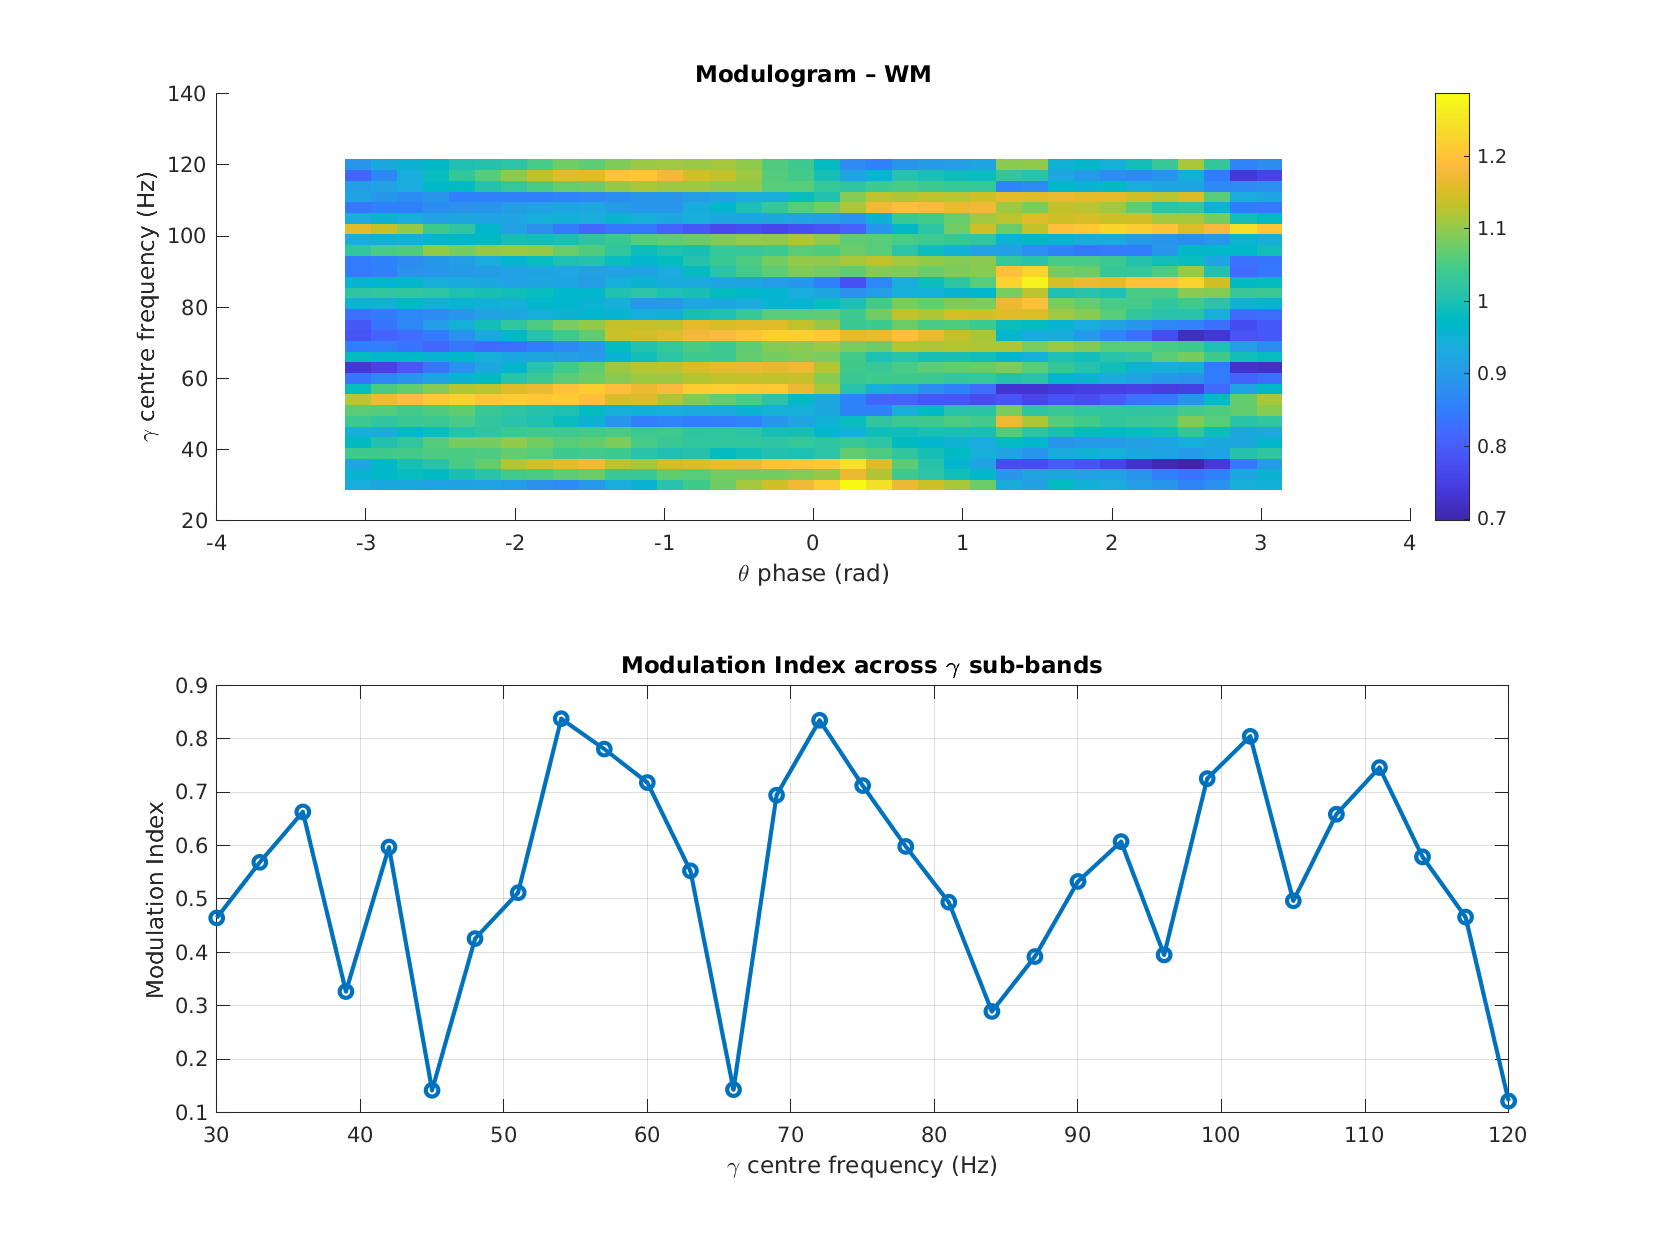 Modulogram – WM
140
120
100
80
60
40
20
γ centre frequency (Hz)
-4 -3 -2 -1 0 1 2 3 4
θ phase (rad)
1.2
1.1
1
0.9
0.8
0.7
Modulation Index across γ sub-bands
0.9
0.8
0.7
0.6
0.5
0.4
0.3
0.2
0.1
Modulation Index
30 40 50 60 70 80 90 100 110 120
γ centre frequency (Hz)